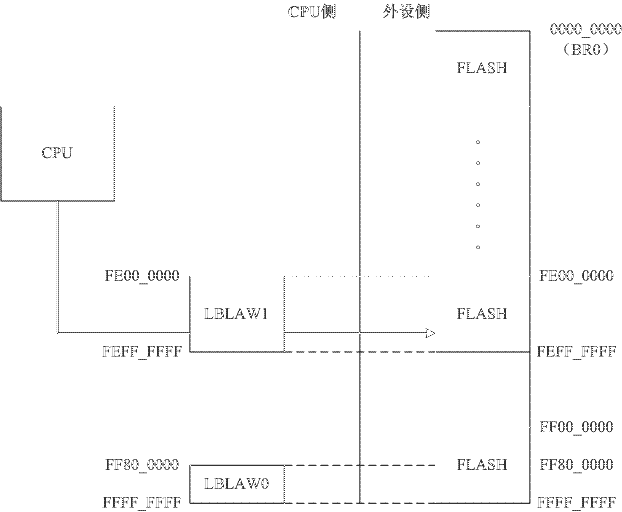 CPU侧 外设侧 0000_0000
(BR0)
FLASH
CPU
FE00_0000 FE00_0000
LBLAW1 FLASH
FEFF_FFFF FEFF_FFFF
FF00_0000
FF80_0000 FLASH FF80_0000
LBLAW0
FFFF_FFFF FFFF_FFFF